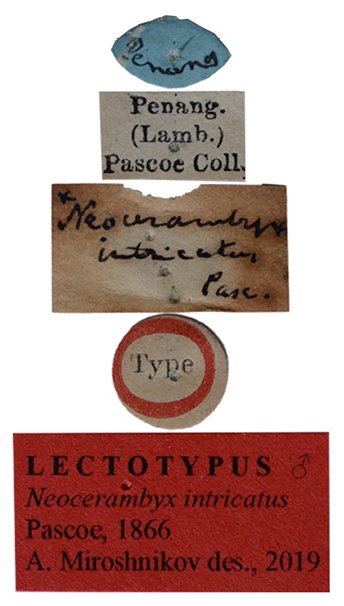 Penang
Penang.
(Lamb.)
Pascoe Coll.
*Neocerambyx
intricatus,
Pasc.
Type
LECTOTYPUS ♂
Neocerambyx intricatus
Pascoe, 1866
A. Miroshnikov des., 2019